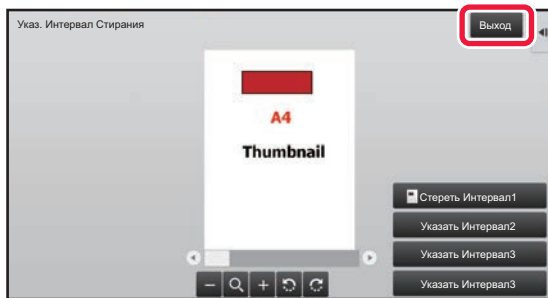 Указ. Интервал Стирания
Выход
A4
Thumbnail
Стереть Интервал1
Указать Интервал2
Указать Интервал3
Указать Интервал3